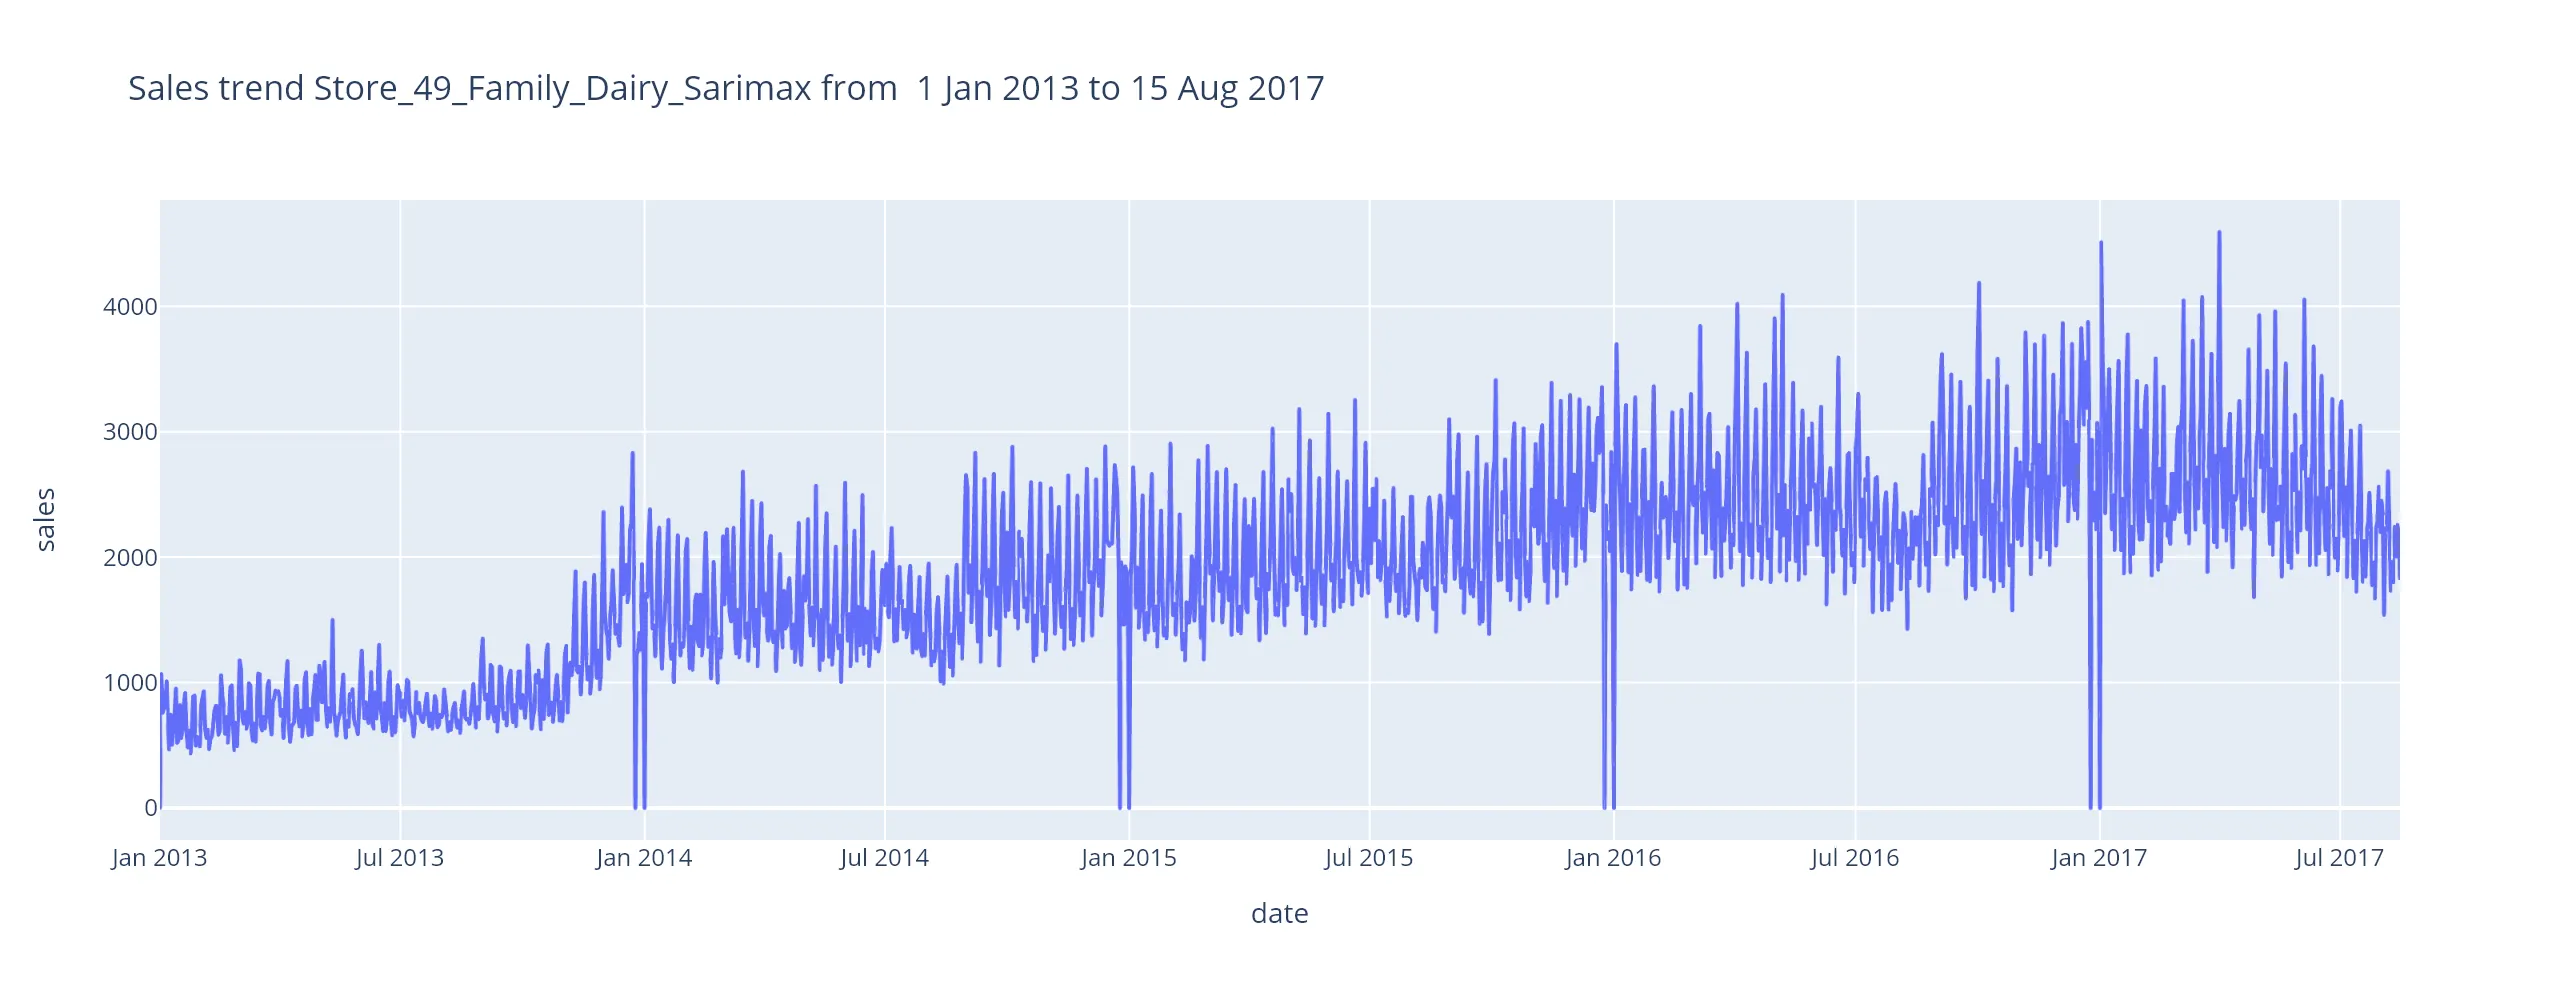 Sales trend Store_49_Family_Dairy_Sarimax from  1 Jan 2013 to 15 Aug 2017
sales
4000
3000
2000
1000
0
Jan 2013
Jul 2013
Jan 2014
Jul 2014
Jan 2015
Jul 2015
Jan 2016
Jul 2016
Jan 2017
Jul 2017
date